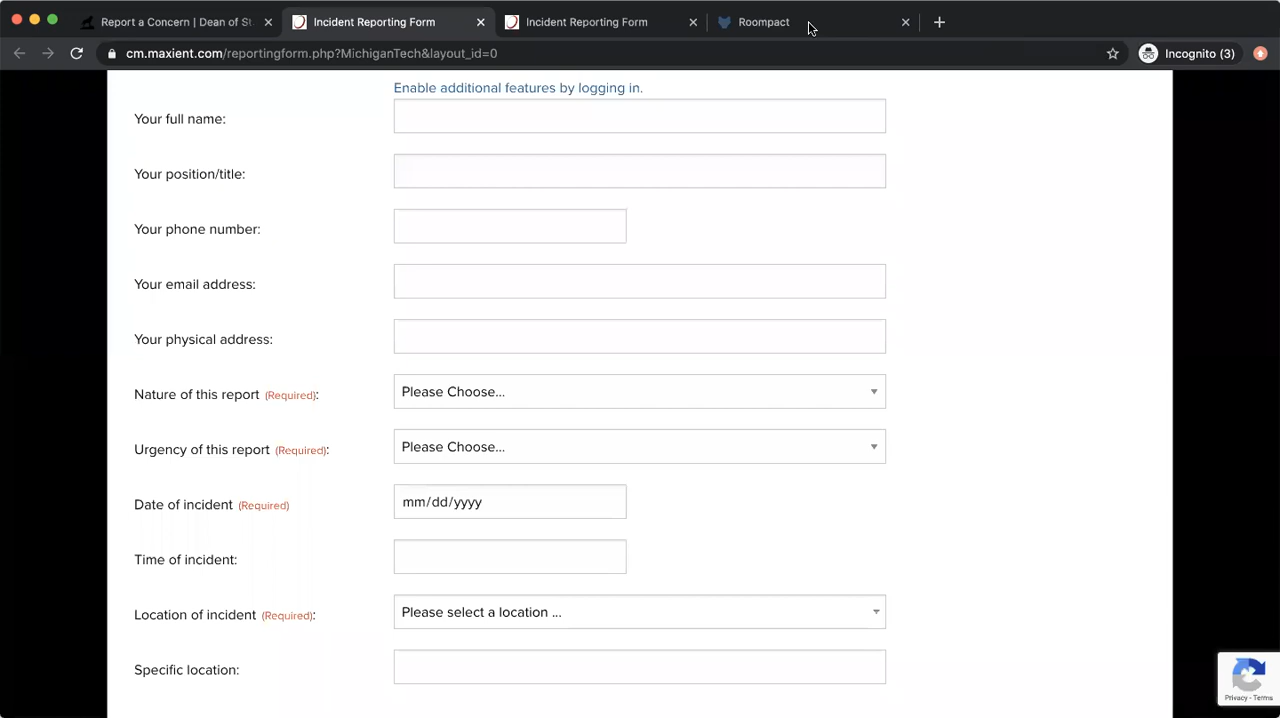 Report a Concern | Dean of St
Incident Reporting Form
Incident Reporting Form
Roompact
cm.maxient.com/reportingform.php?MichiganTech&layout_id=0
Incognito (3)
Enable additional features by logging in.
Your full name:
Your position/title:
Your phone number:
Your email address:
Your physical address:
Nature of this report (Required): Please Choose...
Urgency of this report (Required): Please Choose...
Date of incident (Required) mm/dd/yyyy
Time of incident:
Location of incident (Required): Please select a location ...
Specific location:
Privacy - Terms